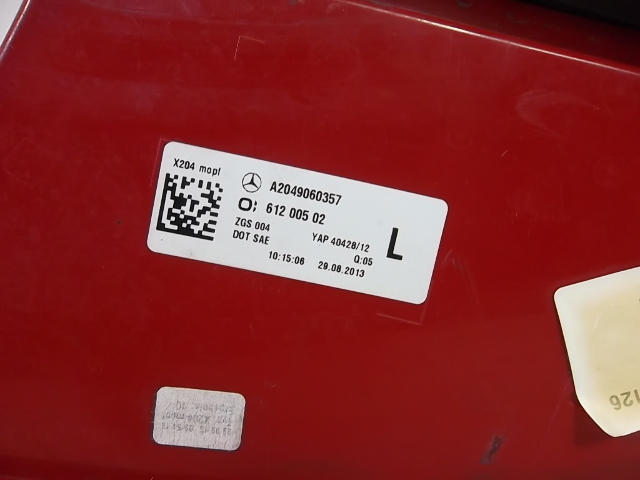 X204 mopf
A2049060357
612 005 02
ZGS 004
YAP 40428/12
DOT SAE
Q:05
10:15:06
29.08.2013
L
126